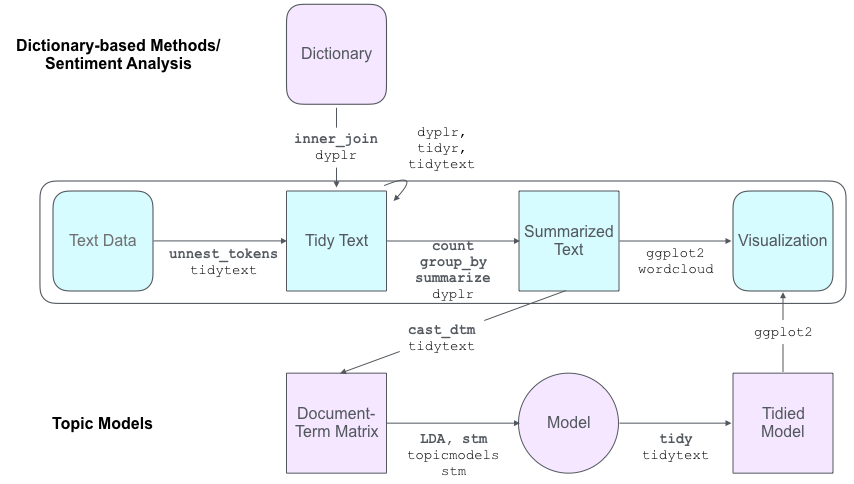 Dictionary-based Methods/
Sentiment Analysis
Dictionary
inner_join
dyplr
dyplr,
tidyr,
tidytext
Text Data
unnest_tokens
tidytext
Tidy Text
count
group_by
summarize
dyplr
Summarized
Text
ggplot2
wordcloud
Visualization
cast_dtm
tidytext
ggplot2
Topic Models
Document-
Term Matrix
LDA, stm
topicmodels
stm
Model
tidy
tidytext
Tidied
Model